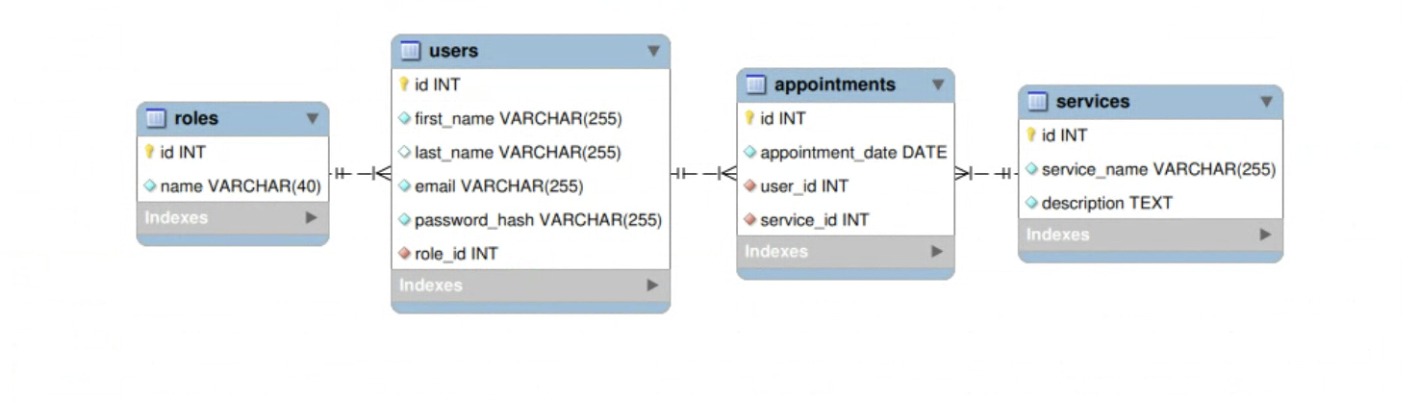 roles
id INT
name VARCHAR(40)
Indexes
users
id INT
first_name VARCHAR(255)
last_name VARCHAR(255)
email VARCHAR(255)
password_hash VARCHAR(255)
role_id INT
Indexes
appointments
id INT
appointment_date DATE
user_id INT
service_id INT
Indexes
services
id INT
service_name VARCHAR(255)
description TEXT
Indexes